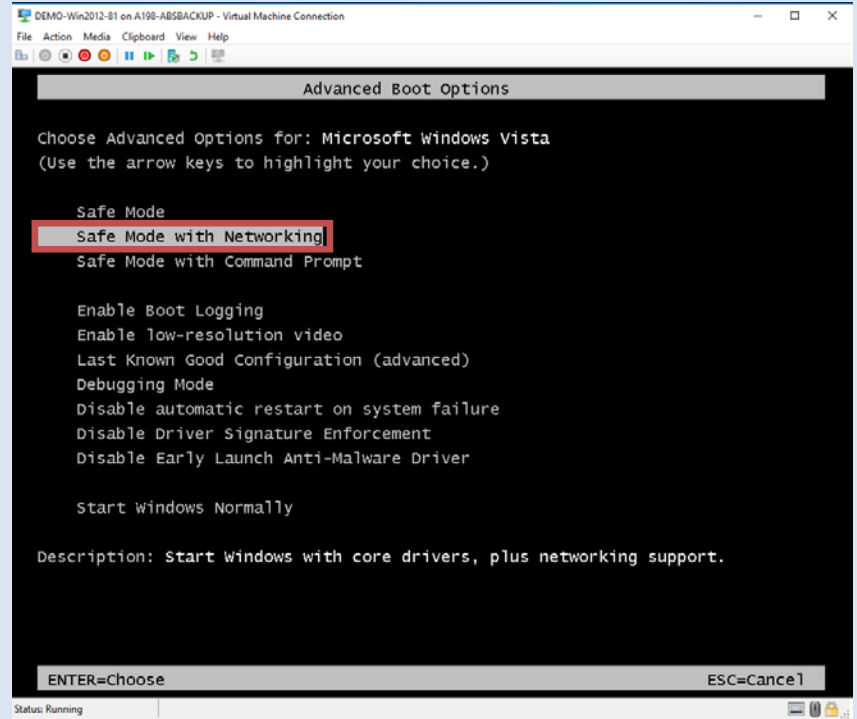 DEMO-Win2012-81 on A198-ABSBACKUP - Virtual Machine Connection
File Action Media Clipboard View Help
Advanced Boot Options
Choose Advanced Options for: Microsoft Windows Vista
(Use the arrow keys to highlight your choice.)
Safe Mode
Safe Mode with Networking
Safe Mode with Command Prompt
Enable Boot Logging
Enable low-resolution video
Last Known Good Configuration (advanced)
Debugging Mode
Disable automatic restart on system failure
Disable Driver Signature Enforcement
Disable Early Launch Anti-Malware Driver
Start Windows Normally
Description: Start Windows with core drivers, plus networking support.
ENTER=Choose ESC=Cancel
Status: Running